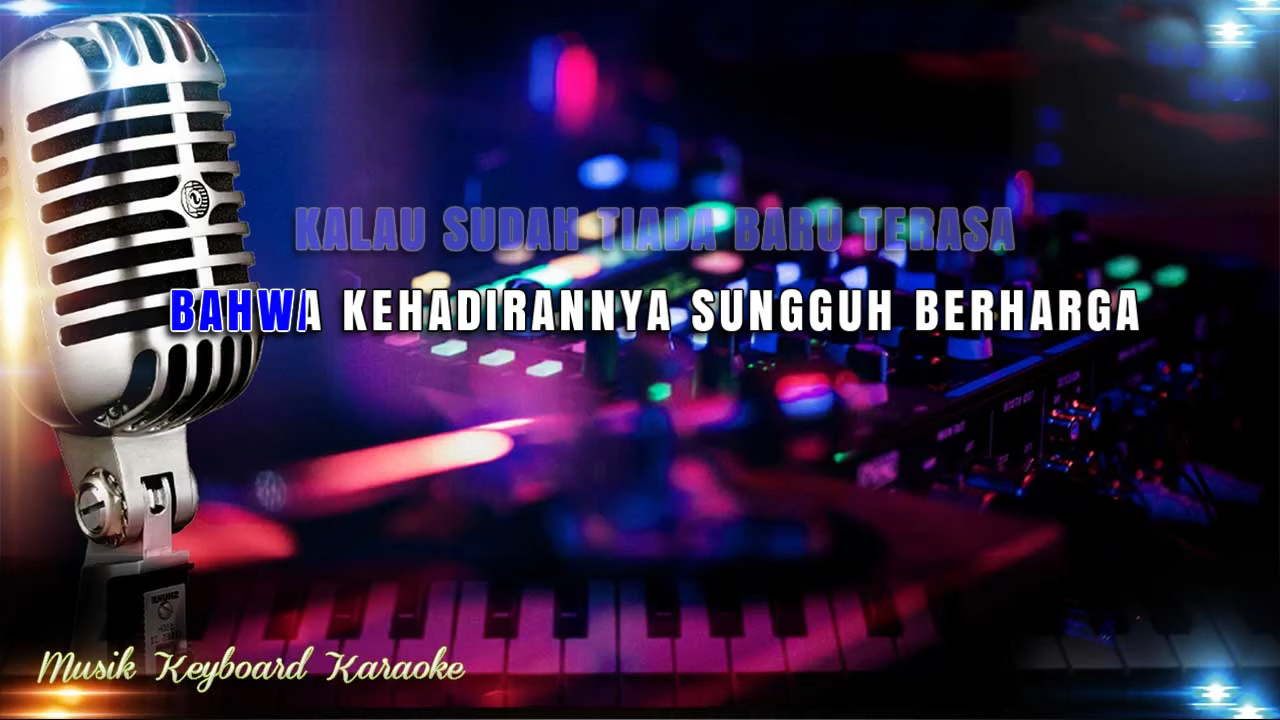 KALAU SUDAH TIADA BARU TERASA
BAHWA KEHADIRANNYA SUNGGUH BERHARGA
Musik Keyboard Karaoke